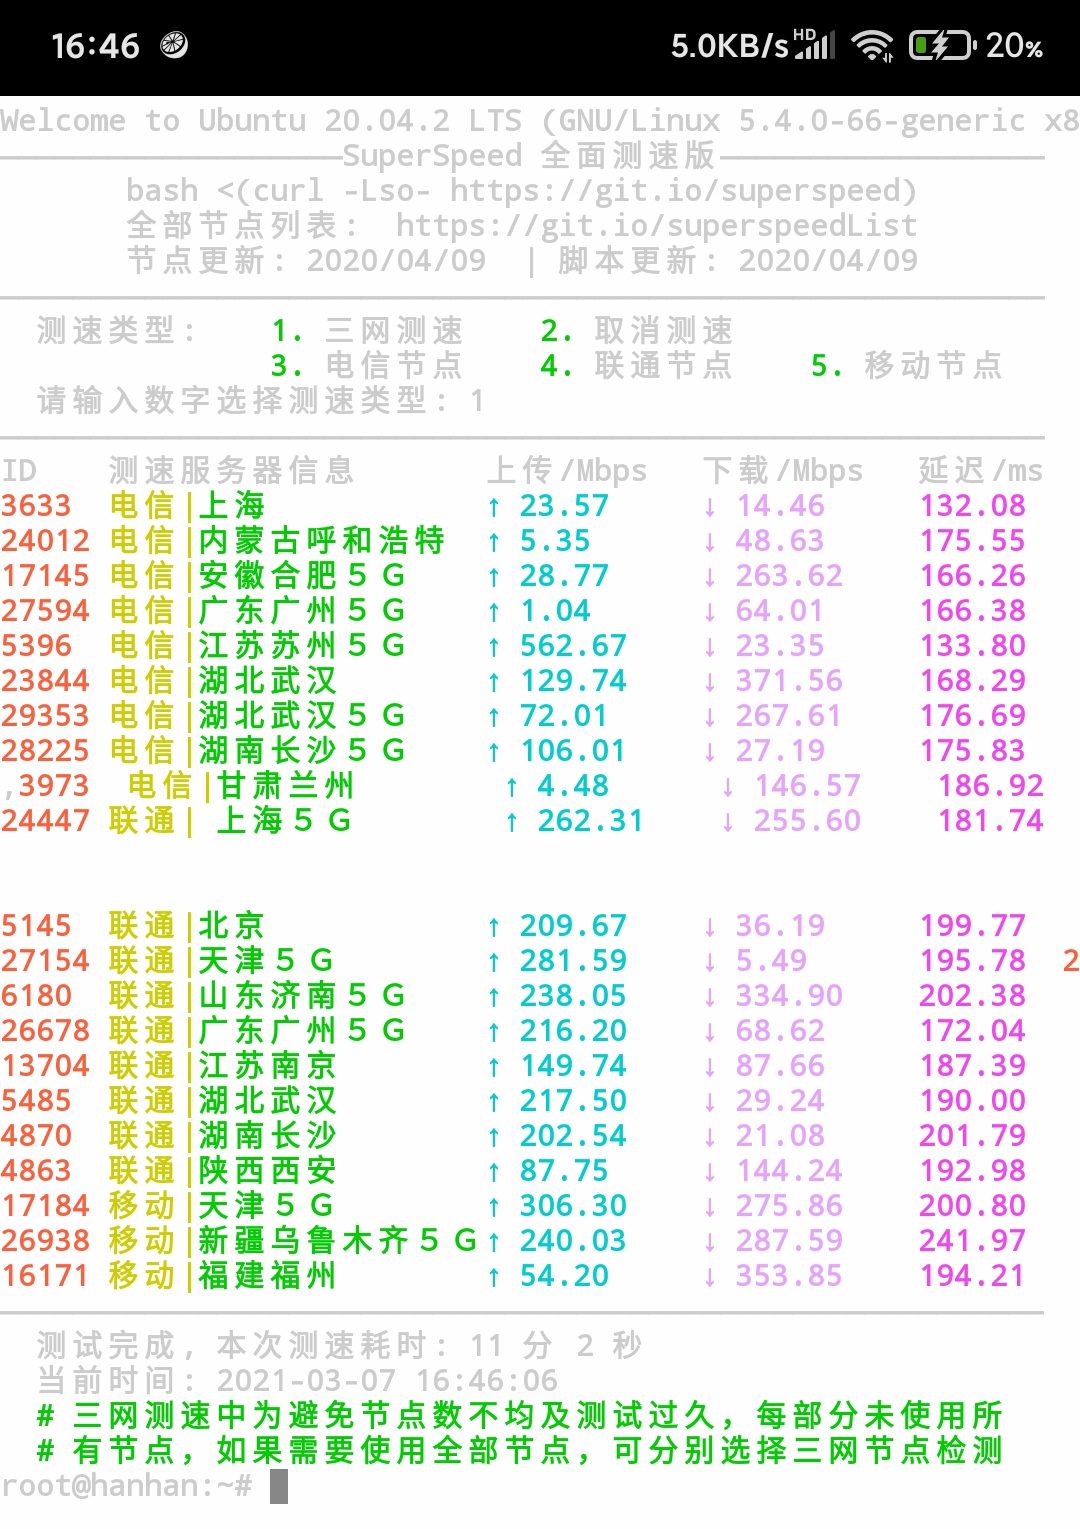 16:46 5.0KB/s HD 20%
Welcome to Ubuntu 20.04.2 LTS (GNU/Linux 5.4.0-66-generic x8
SuperSpeed 全面测速版
bash <(curl -Lso- https://git.io/superspeed)
全部节点列表: https://git.io/superspeedList
节点更新: 2020/04/09 | 脚本更新: 2020/04/09
测速类型: 1. 三网测速 2. 取消测速
3. 电信节点 4. 联通节点 5. 移动节点
请输入数字选择测速类型: 1
ID 测速服务器信息 上传/Mbps 下载/Mbps 延迟/ms
3633 电信|上海 ↑ 23.57 ↓ 14.46 132.08
24012 电信|内蒙古呼和浩特 ↑ 5.35 ↓ 48.63 175.55
17145 电信|安徽合肥５Ｇ ↑ 28.77 ↓ 263.62 166.26
27594 电信|广东广州５Ｇ ↑ 1.04 ↓ 64.01 166.38
5396 电信|江苏苏州５Ｇ ↑ 562.67 ↓ 23.35 133.80
23844 电信|湖北武汉 ↑ 129.74 ↓ 371.56 168.29
29353 电信|湖北武汉５Ｇ ↑ 72.01 ↓ 267.61 176.69
28225 电信|湖南长沙５Ｇ ↑ 106.01 ↓ 27.19 175.83
,3973 电信|甘肃兰州 ↑ 4.48 ↓ 146.57 186.92
24447 联通| 上海５Ｇ ↑ 262.31 ↓ 255.60 181.74
5145 联通|北京 ↑ 209.67 ↓ 36.19 199.77
27154 联通|天津５Ｇ ↑ 281.59 ↓ 5.49 195.78 2
6180 联通|山东济南５Ｇ ↑ 238.05 ↓ 334.90 202.38
26678 联通|广东广州５Ｇ ↑ 216.20 ↓ 68.62 172.04
13704 联通|江苏南京 ↑ 149.74 ↓ 87.66 187.39
5485 联通|湖北武汉 ↑ 217.50 ↓ 29.24 190.00
4870 联通|湖南长沙 ↑ 202.54 ↓ 21.08 201.79
4863 联通|陕西西安 ↑ 87.75 ↓ 144.24 192.98
17184 移动|天津５Ｇ ↑ 306.30 ↓ 275.86 200.80
26938 移动|新疆乌鲁木齐５Ｇ ↑ 240.03 ↓ 287.59 241.97
16171 移动|福建福州 ↑ 54.20 ↓ 353.85 194.21
测试完成, 本次测速耗时: 11 分 2 秒
当前时间: 2021-03-07 16:46:06
# 三网测速中为避免节点数不均及测试过久，每部分未使用所
# 有节点，如果需要使用全部节点，可分别选择三网节点检测
root@hanhan:~#